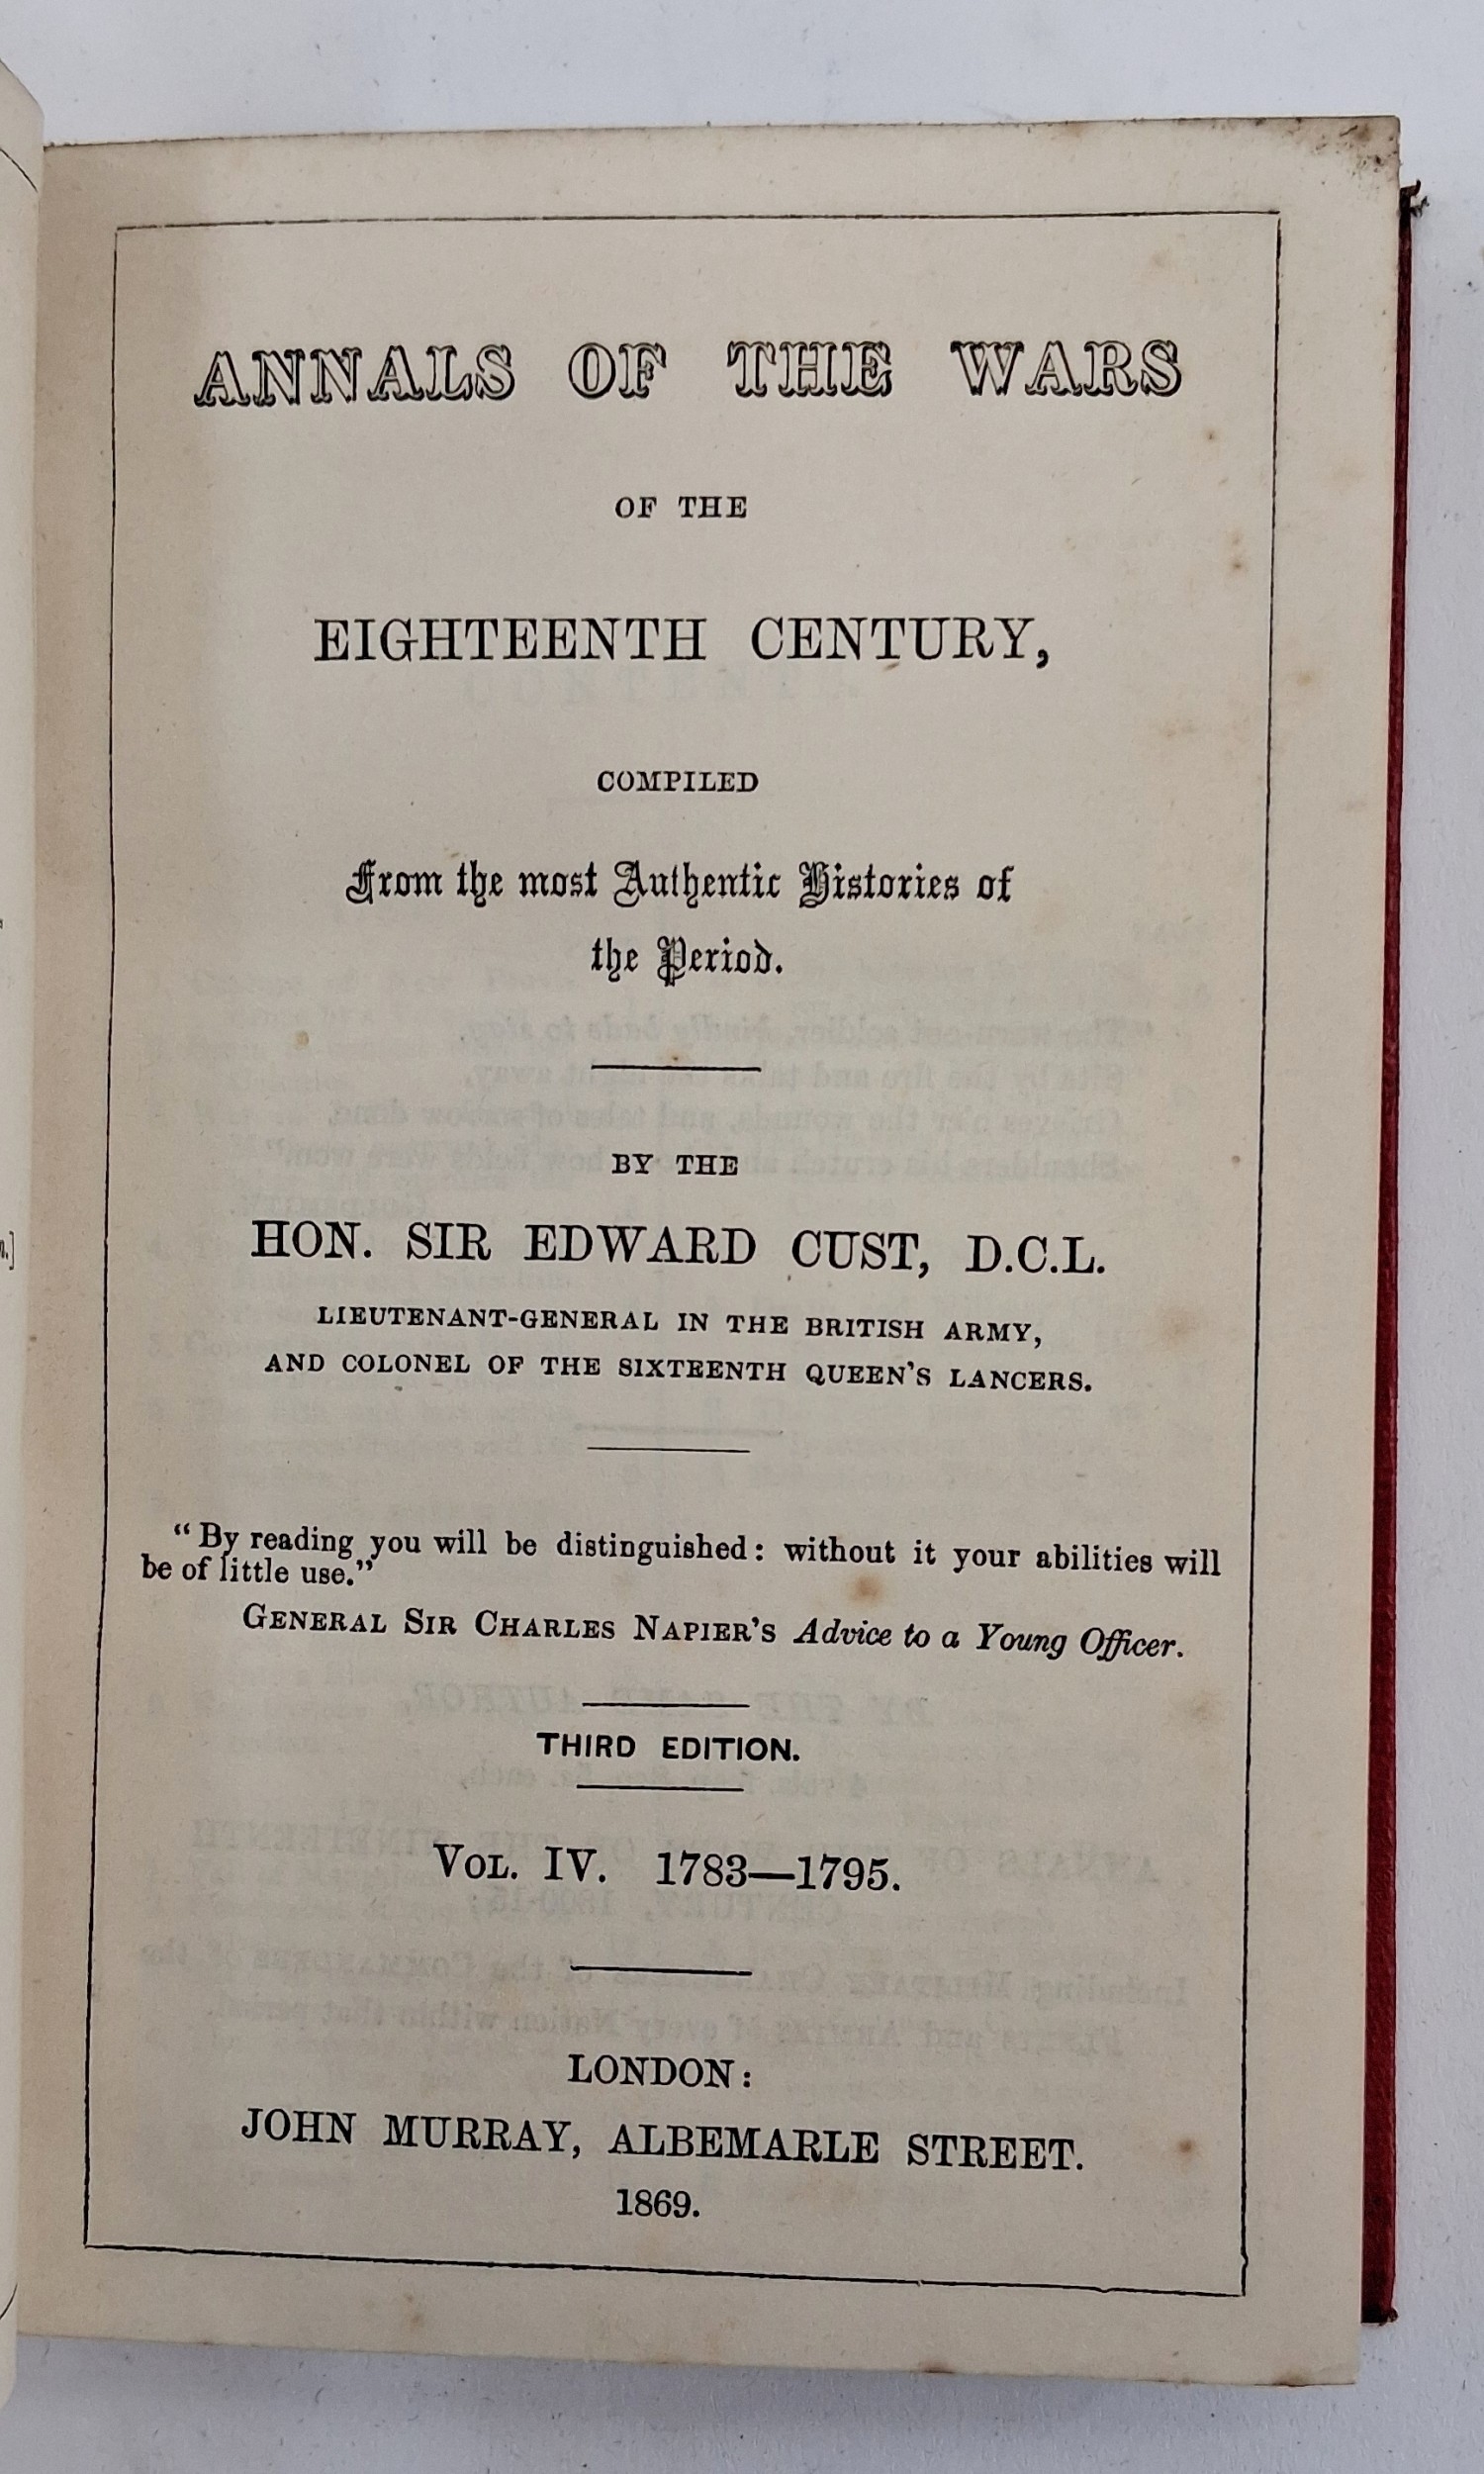 ANNALS OF THE WARS
OF THE
EIGHTEENTH CENTURY,
COMPILED
From the most Authentic Histories of
the Period.
BY THE
HON. SIR EDWARD CUST, D.C.L.
LIEUTENANT-GENERAL IN THE BRITISH ARMY,
AND COLONEL OF THE SIXTEENTH QUEEN'S LANCERS.
"By reading you will be distinguished: without it your abilities will
be of little use."
GENERAL SIR CHARLES NAPIER'S Advice to a Young Officer.
THIRD EDITION.
VOL. IV. 1783—1795.
LONDON:
JOHN MURRAY, ALBEMARLE STREET.
1869.